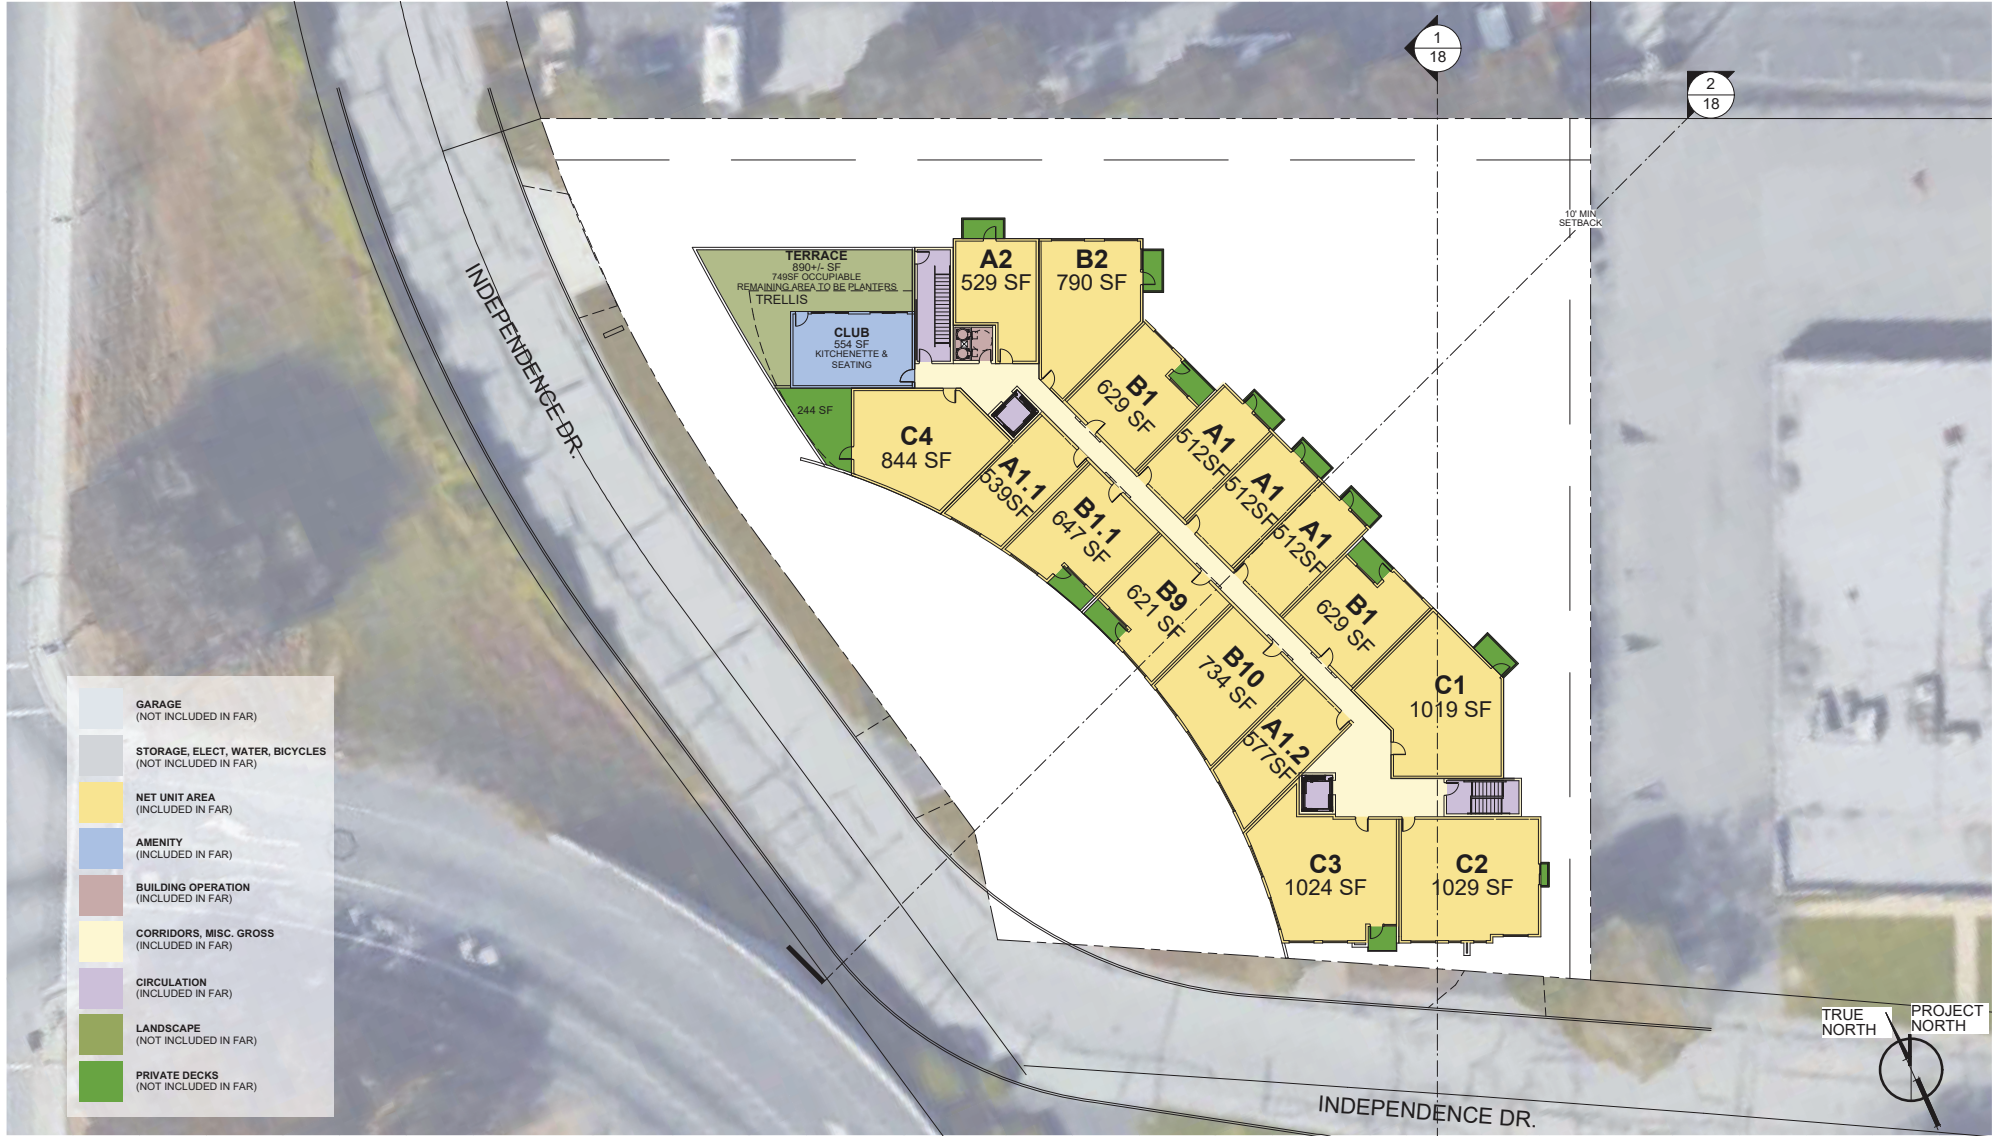 1
18
2
18
10' MIN
SETBACK
INDEPENDENCE DR.
TERRACE
890+/- SF
749SF OCCUPIABLE
REMAINING AREA TO BE PLANTERS
TRELLIS
CLUB
554 SF
KITCHENETTE &
SEATING
244 SF
A2
529 SF
B2
790 SF
B1
629 SF
A1
512SF
A1
512SF
A1
512SF
B1
629 SF
C1
1019 SF
C4
844 SF
A1.1
539SF
B1.1
647 SF
B9
621 SF
B10
734 SF
A1.2
577SF
C3
1024 SF
C2
1029 SF
GARAGE
(NOT INCLUDED IN FAR)
STORAGE, ELECT, WATER, BICYCLES
(NOT INCLUDED IN FAR)
NET UNIT AREA
(INCLUDED IN FAR)
AMENITY
(INCLUDED IN FAR)
BUILDING OPERATION
(INCLUDED IN FAR)
CORRIDORS, MISC. GROSS
(INCLUDED IN FAR)
CIRCULATION
(INCLUDED IN FAR)
LANDSCAPE
(NOT INCLUDED IN FAR)
PRIVATE DECKS
(NOT INCLUDED IN FAR)
TRUE
NORTH
PROJECT
NORTH
INDEPENDENCE DR.